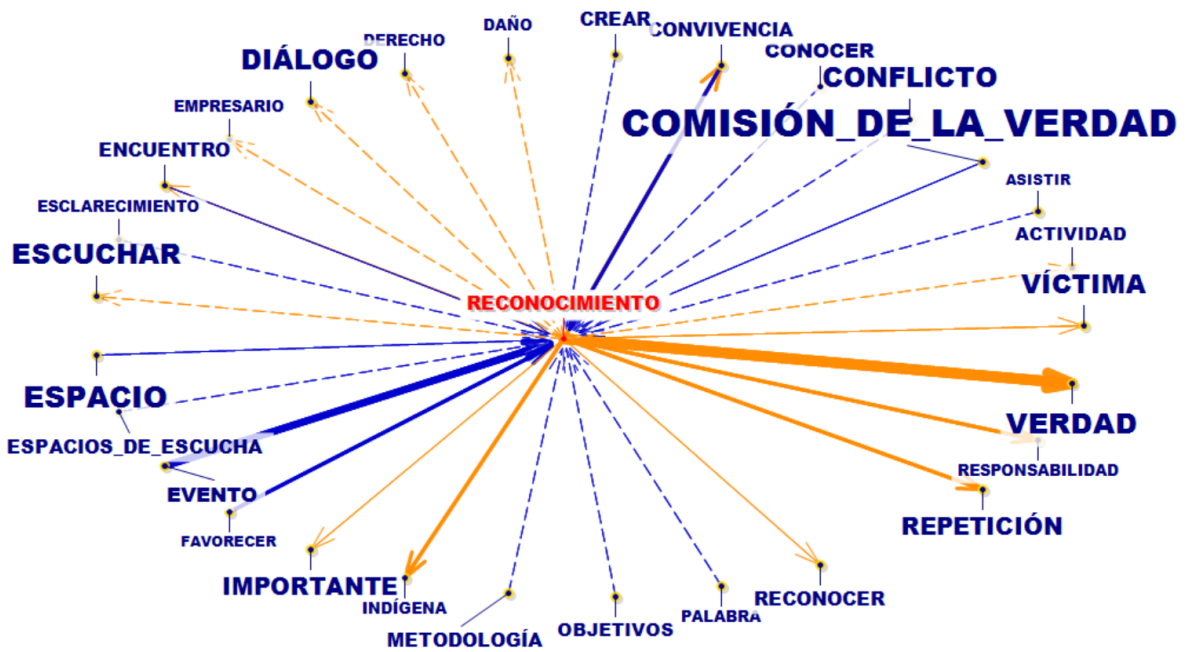 CREAR
DAÑO
CONVIVENCIA
DERECHO
CONOCER
DIÁLOGO
CONFLICTO
EMPRESARIO
COMISIÓN_DE_LA_VERDAD
ENCUENTRO
ASISTIR
ESCLARECIMIENTO
ACTIVIDAD
ESCUCHAR
VÍCTIMA
RECONOCIMIENTO
ESPACIO
VERDAD
ESPACIOS_DE_ESCUCHA
RESPONSABILIDAD
EVENTO
REPETICIÓN
FAVORECER
IMPORTANTE
RECONOCER
INDÍGENA
PALABRA
OBJETIVOS
METODOLOGÍA